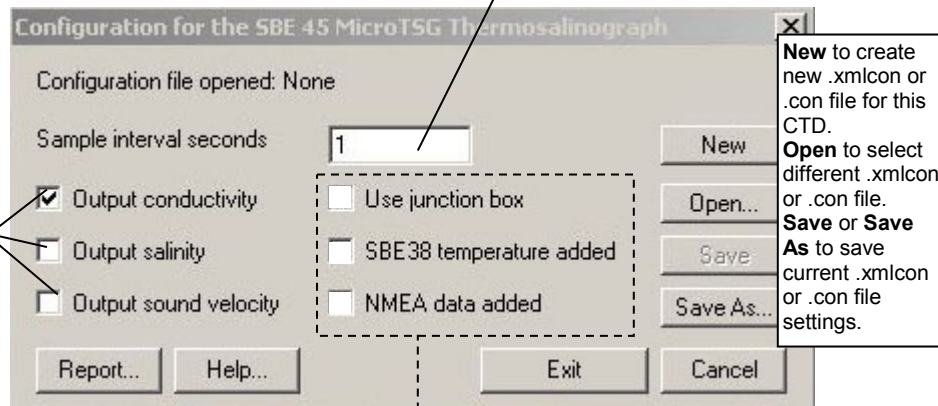 Configuration for the SBE 45 MicroTSG Thermosalinograph
Configuration file opened: None
Sample interval seconds
1
New
Output conductivity
Use junction box
Open...
Output salinity
SBE38 temperature added
Save
Output sound velocity
NMEA data added
Save As...
Report...
Help...
Exit
Cancel
New to create
new .xmlcon or
.con file for this
CTD.
Open to select
different .xmlcon
or .con file.
Save or Save
As to save
current .xmlcon
or .con file
settings.